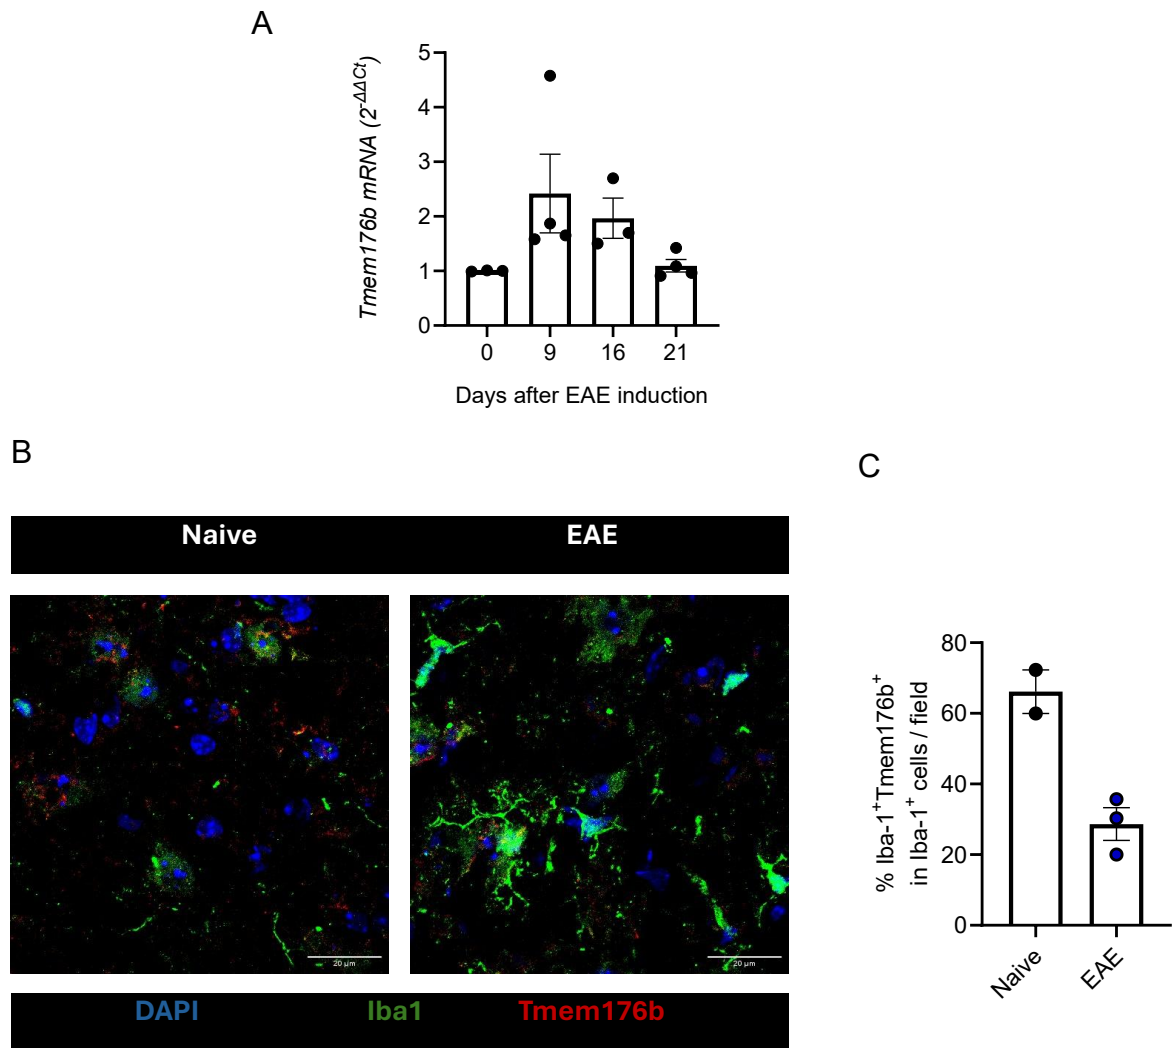 A
Tmem176b mRNA (2^-ΔΔCt)
5
4
3
2
1
0
0 9 16 21
Days after EAE induction
B
Naive EAE
20 µm 20 µm
DAPI Iba1 Tmem176b
C
% Iba-1⁺Tmem176b⁺
in Iba-1⁺ cells / field
80
60
40
20
0
Naive EAE